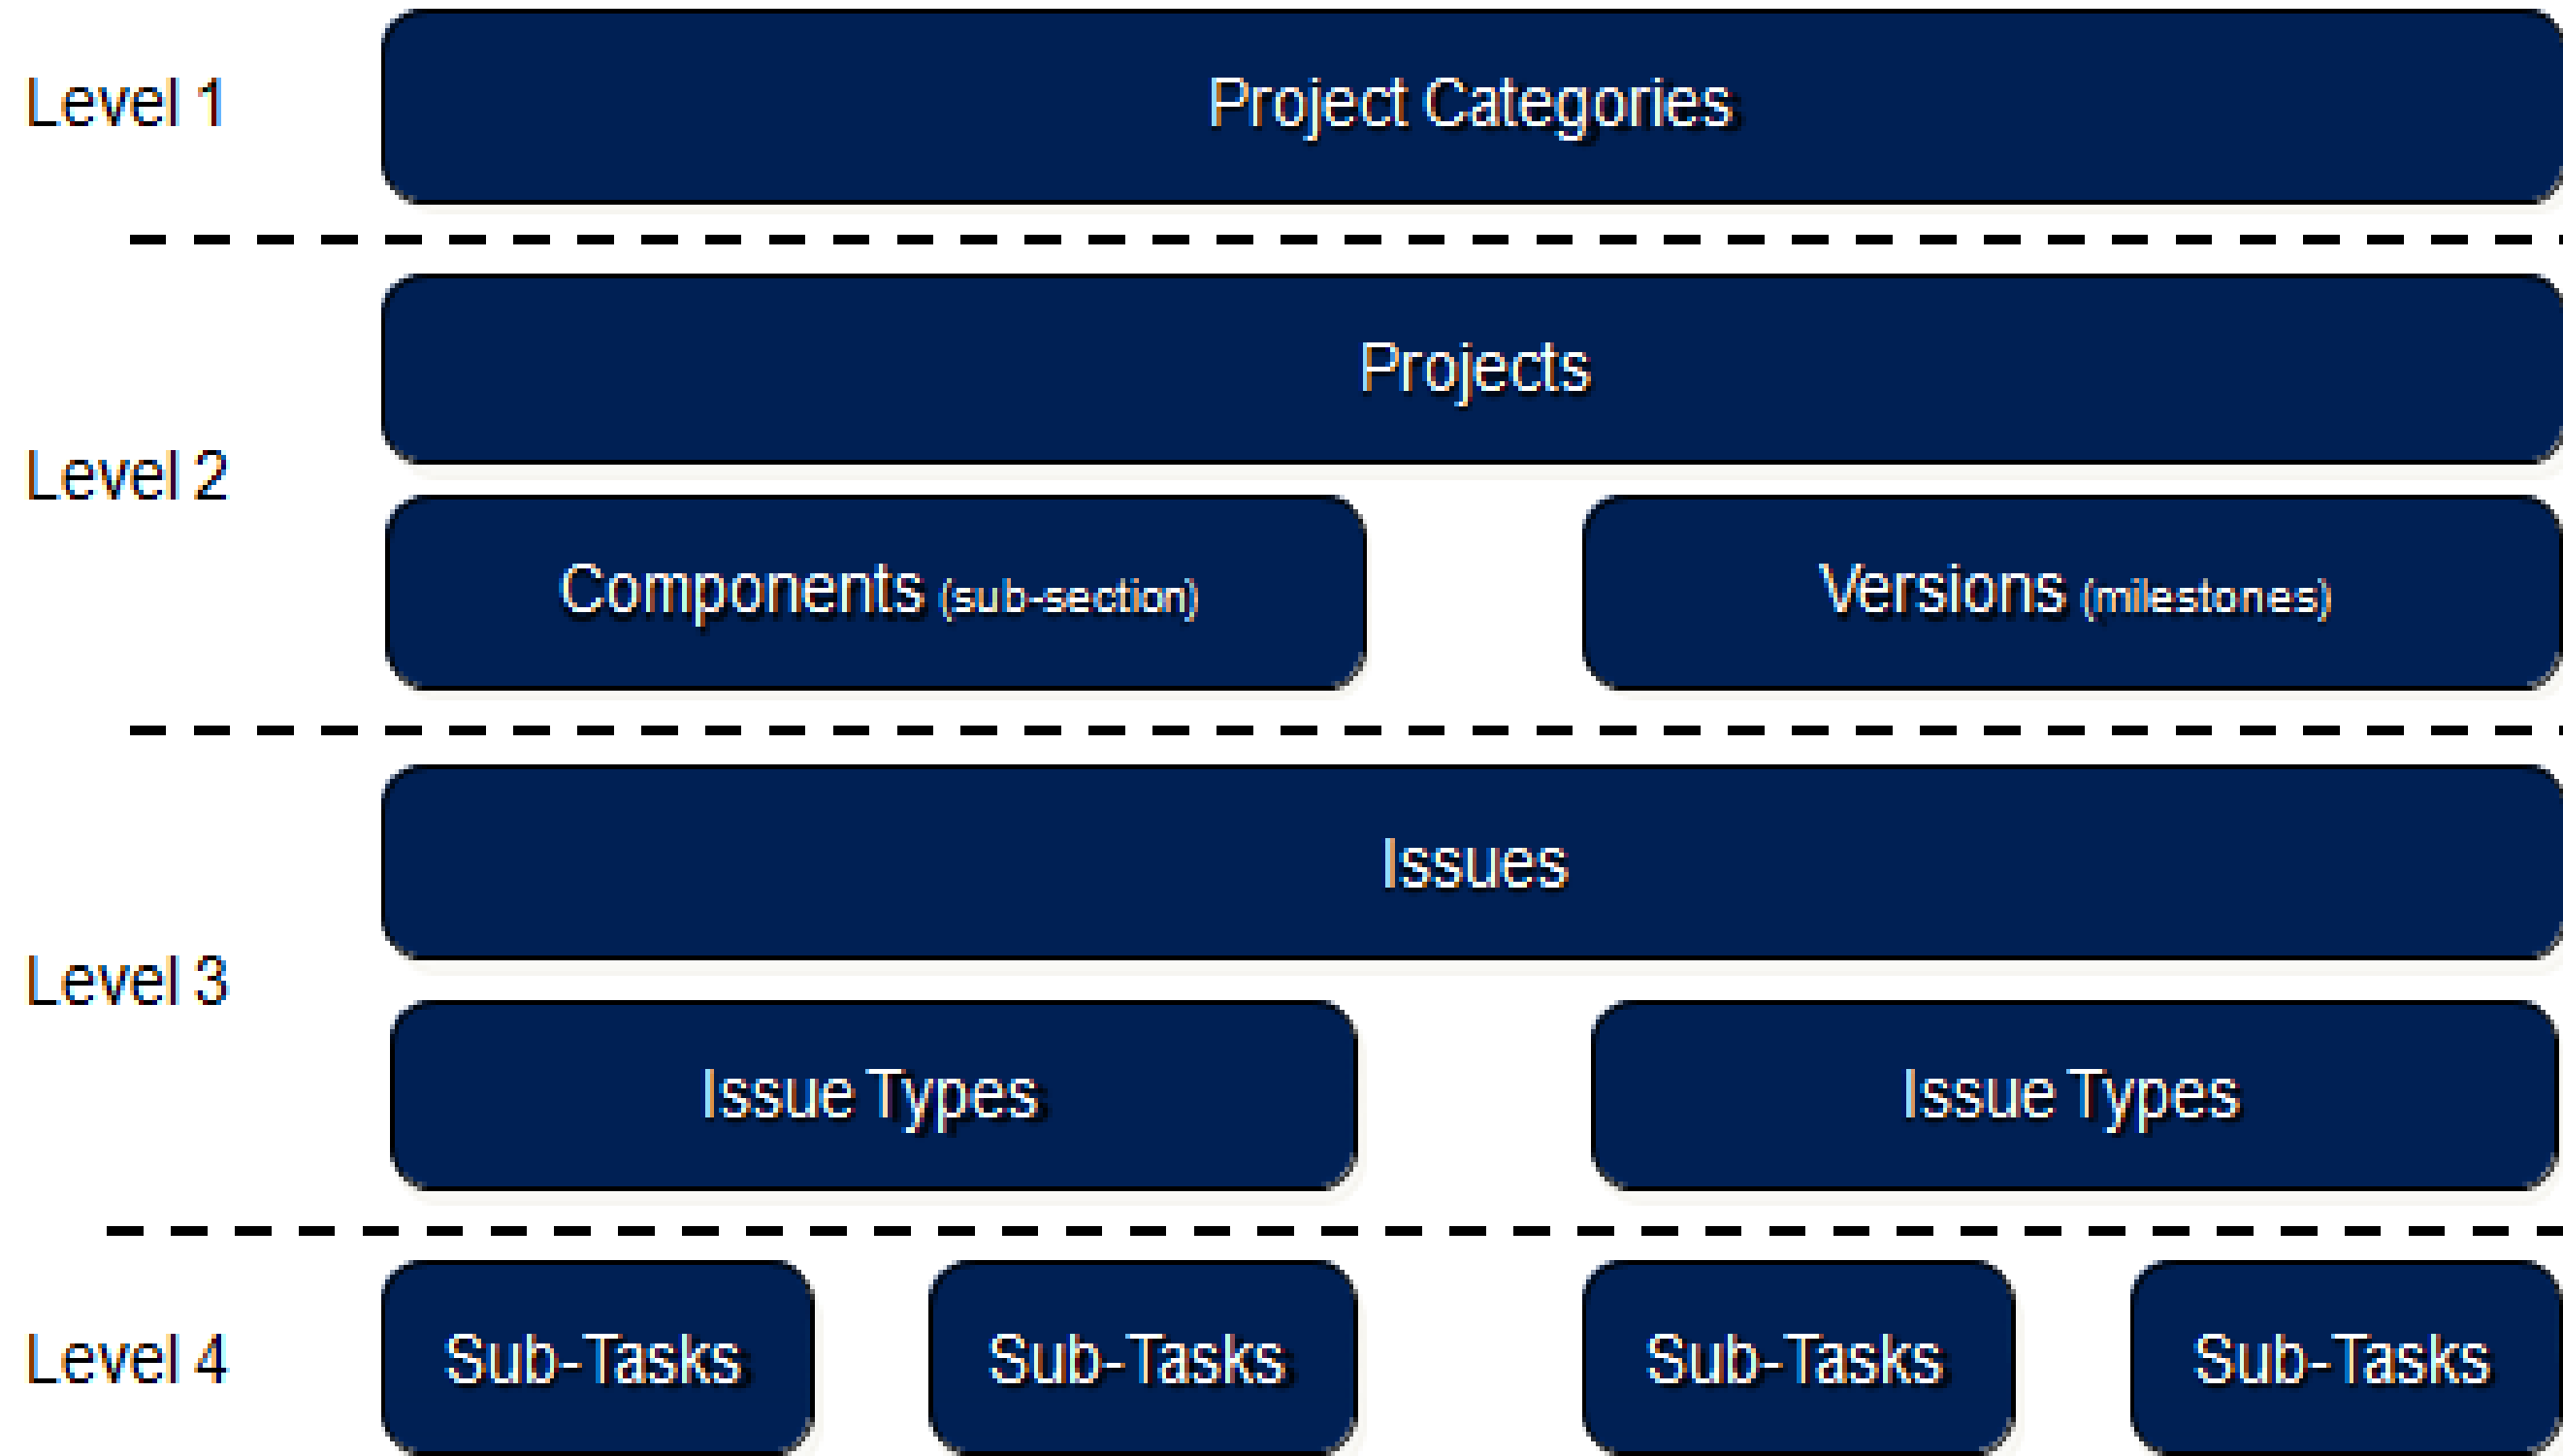 Level 1
Project Categories
Level 2
Projects
Components (sub-section)
Versions (milestones)
Level 3
Issues
Issue Types
Issue Types
Level 4
Sub-Tasks
Sub-Tasks
Sub-Tasks
Sub-Tasks